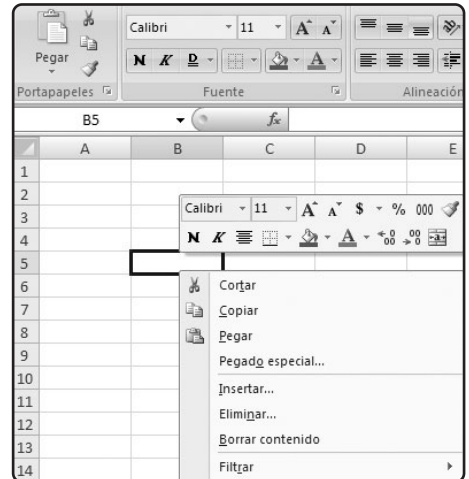 Calibri 11 A A
Pegar
N K S A
Portapapeles Fuente Alineación
B5 fx
A B C D E
1
2
3
4
5
6
7
8
9
10
11
12
13
14
Calibri 11 A A $ % 000
N K A
Cortar
Copiar
Pegar
Pegado especial...
Insertar...
Eliminar...
Borrar contenido
Filtrar